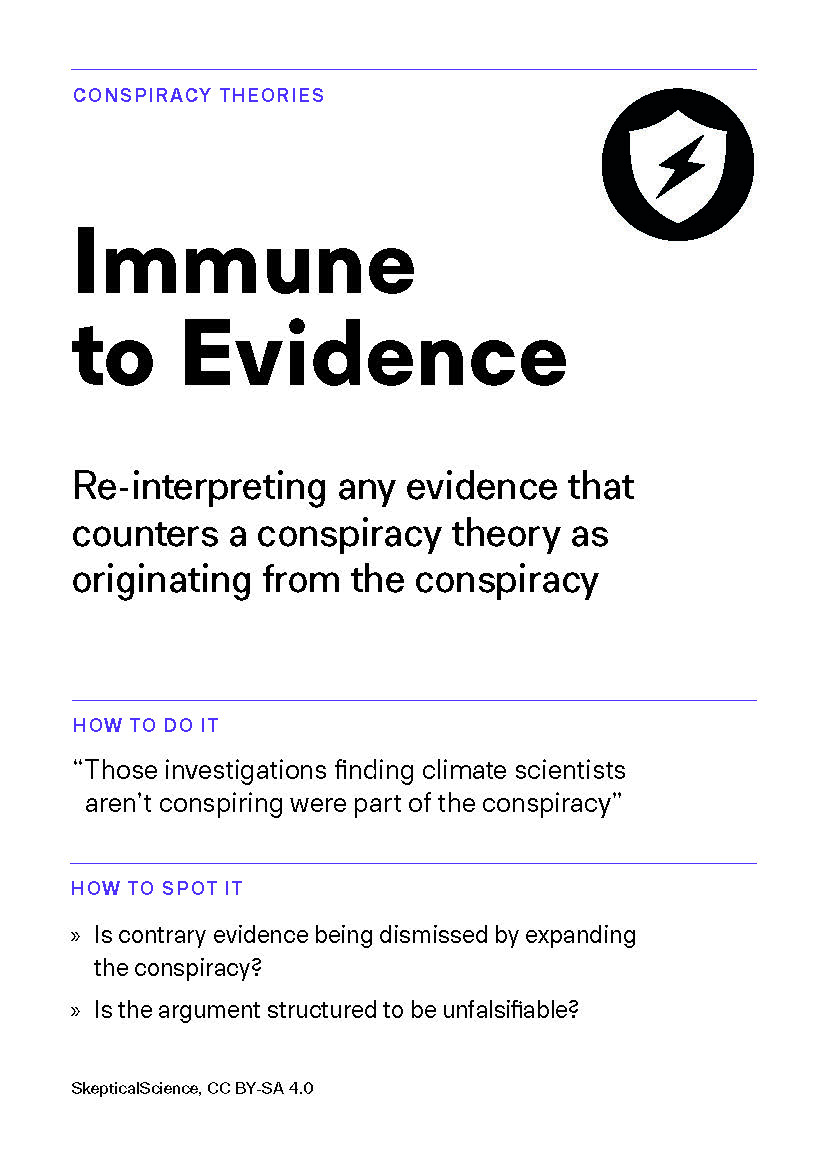 CONSPIRACY THEORIES
Immune
to Evidence
Re-interpreting any evidence that
counters a conspiracy theory as
originating from the conspiracy
HOW TO DO IT
“Those investigations finding climate scientists
aren’t conspiring were part of the conspiracy”
HOW TO SPOT IT
» Is contrary evidence being dismissed by expanding
the conspiracy?
» Is the argument structured to be unfalsifiable?
SkepticalScience, CC BY-SA 4.0